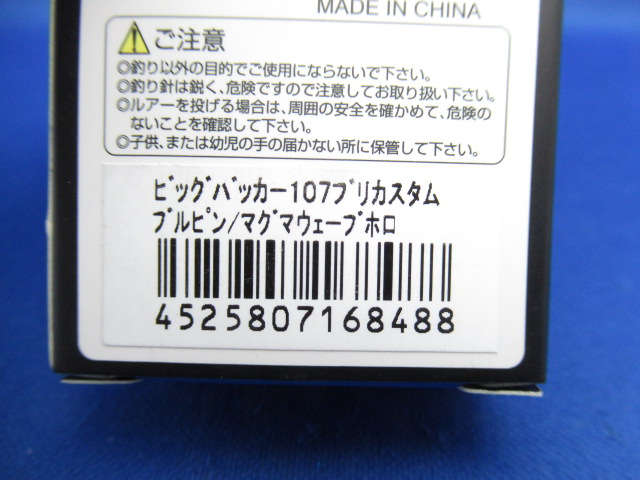 MADE IN CHINA
ご注意
◎釣り以外の目的でご使用にならないで下さい。
◎釣り針は鋭く、危険ですので注意してお取り扱い下さい。
◎ルアーを投げる場合は、周囲の安全を確かめて、危険の
ないことを確認して下さい。
◎子供、または幼児の手の届かない所に保管して下さい。
ビッグバッカー107ブリカスタム
ブルピン/マグマウェーブホロ
4525807168488